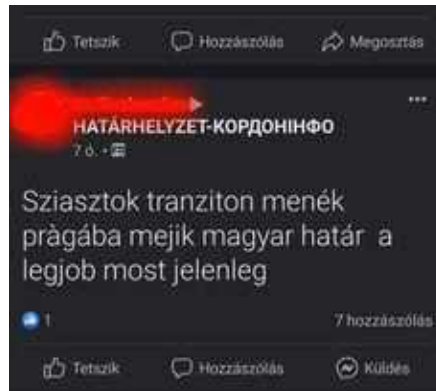 Tetszik Hozzászólás Megosztás
HATÁRHELYZET-КОРДОНІНФО
7 ó.
Sziasztok tranziton menék
pràgába mejik magyar határ a
legjob most jelenleg
1 7 hozzászólás
Tetszik Hozzászólás Küldés